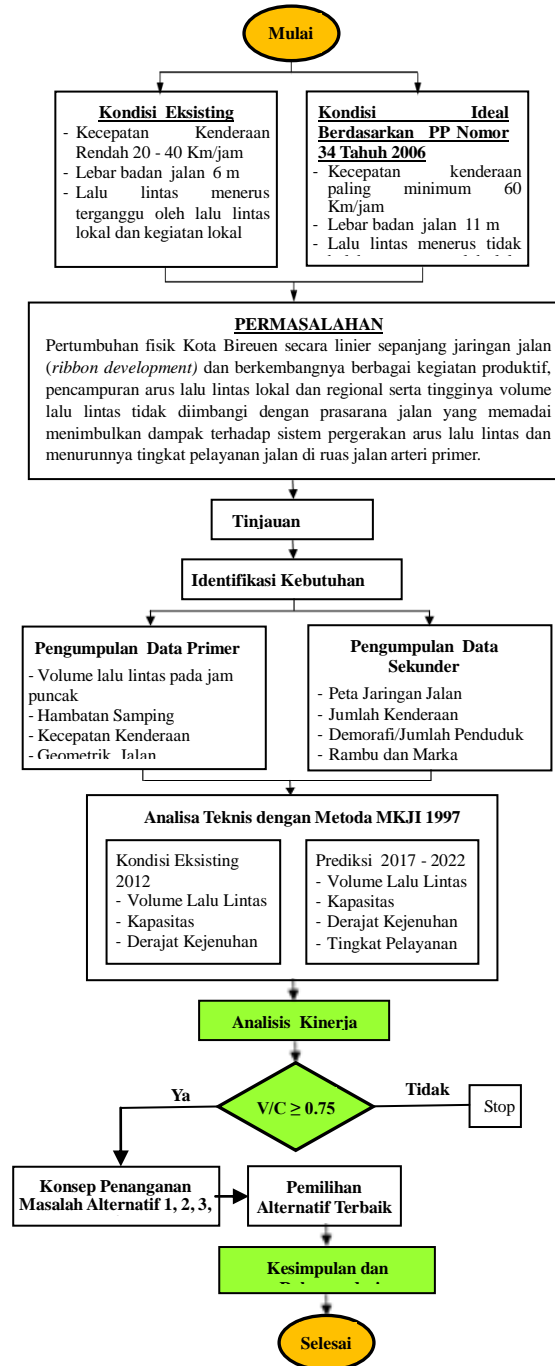 Mulai
Kondisi Eksisting
- Kecepatan Kenderaan
Rendah 20 - 40 Km/jam
- Lebar badan jalan 6 m
- Lalu lintas menerus
terganggu oleh lalu lintas
lokal dan kegiatan lokal
Kondisi Ideal
Berdasarkan PP Nomor
34 Tahuh 2006
- Kecepatan kenderaan
paling minimum 60
Km/jam
- Lebar badan jalan 11 m
- Lalu lintas menerus tidak
PERMASALAHAN
Pertumbuhan fisik Kota Bireuen secara linier sepanjang jaringan jalan
(ribbon development) dan berkembangnya berbagai kegiatan produktif,
pencampuran arus lalu lintas lokal dan regional serta tingginya volume
lalu lintas tidak diimbangi dengan prasarana jalan yang memadai
menimbulkan dampak terhadap sistem pergerakan arus lalu lintas dan
menurunnya tingkat pelayanan jalan di ruas jalan arteri primer.
Tinjauan
Identifikasi Kebutuhan
Pengumpulan Data Primer
- Volume lalu lintas pada jam
puncak
- Hambatan Samping
- Kecepatan Kenderaan
- Geometrik Jalan
Pengumpulan Data
Sekunder
- Peta Jaringan Jalan
- Jumlah Kenderaan
- Demorafi/Jumlah Penduduk
- Rambu dan Marka
Analisa Teknis dengan Metoda MKJI 1997
Kondisi Eksisting
2012
- Volume Lalu Lintas
- Kapasitas
- Derajat Kejenuhan
Prediksi 2017 - 2022
- Volume Lalu Lintas
- Kapasitas
- Derajat Kejenuhan
- Tingkat Pelayanan
Analisis Kinerja
V/C ≥ 0.75
Ya
Tidak
Stop
Konsep Penanganan
Masalah Alternatif 1, 2, 3,
Pemilihan
Alternatif Terbaik
Kesimpulan dan
Selesai